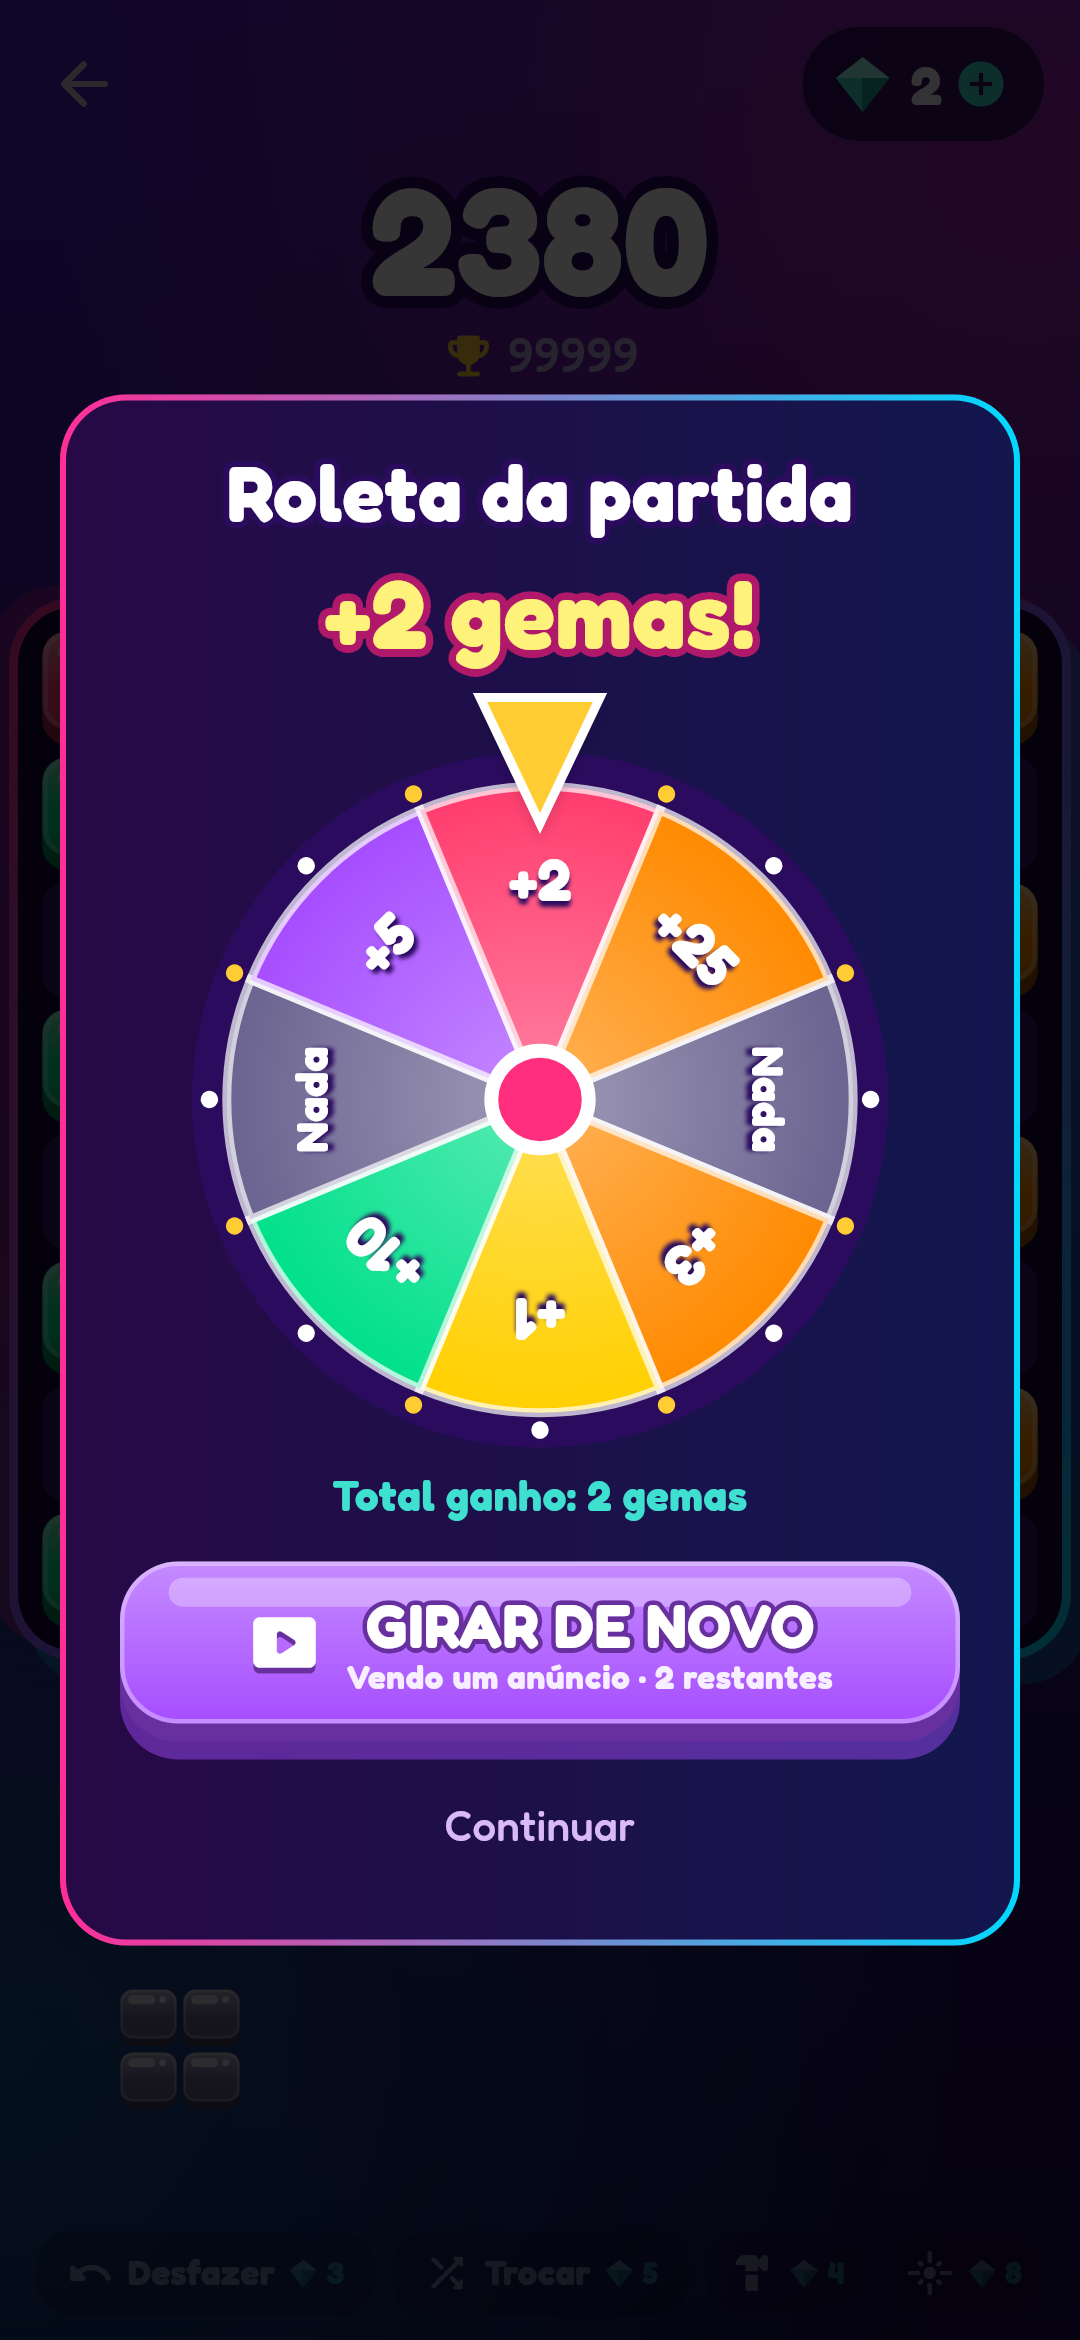 2
2380
99999
Roleta da partida
+2 gemas!
+2
+25
Nada
+3
+1
+10
Nada
+5
Total ganho: 2 gemas
GIRAR DE NOVO
Vendo um anúncio · 2 restantes
Continuar
Desfazer 3
Trocar 5
4
8